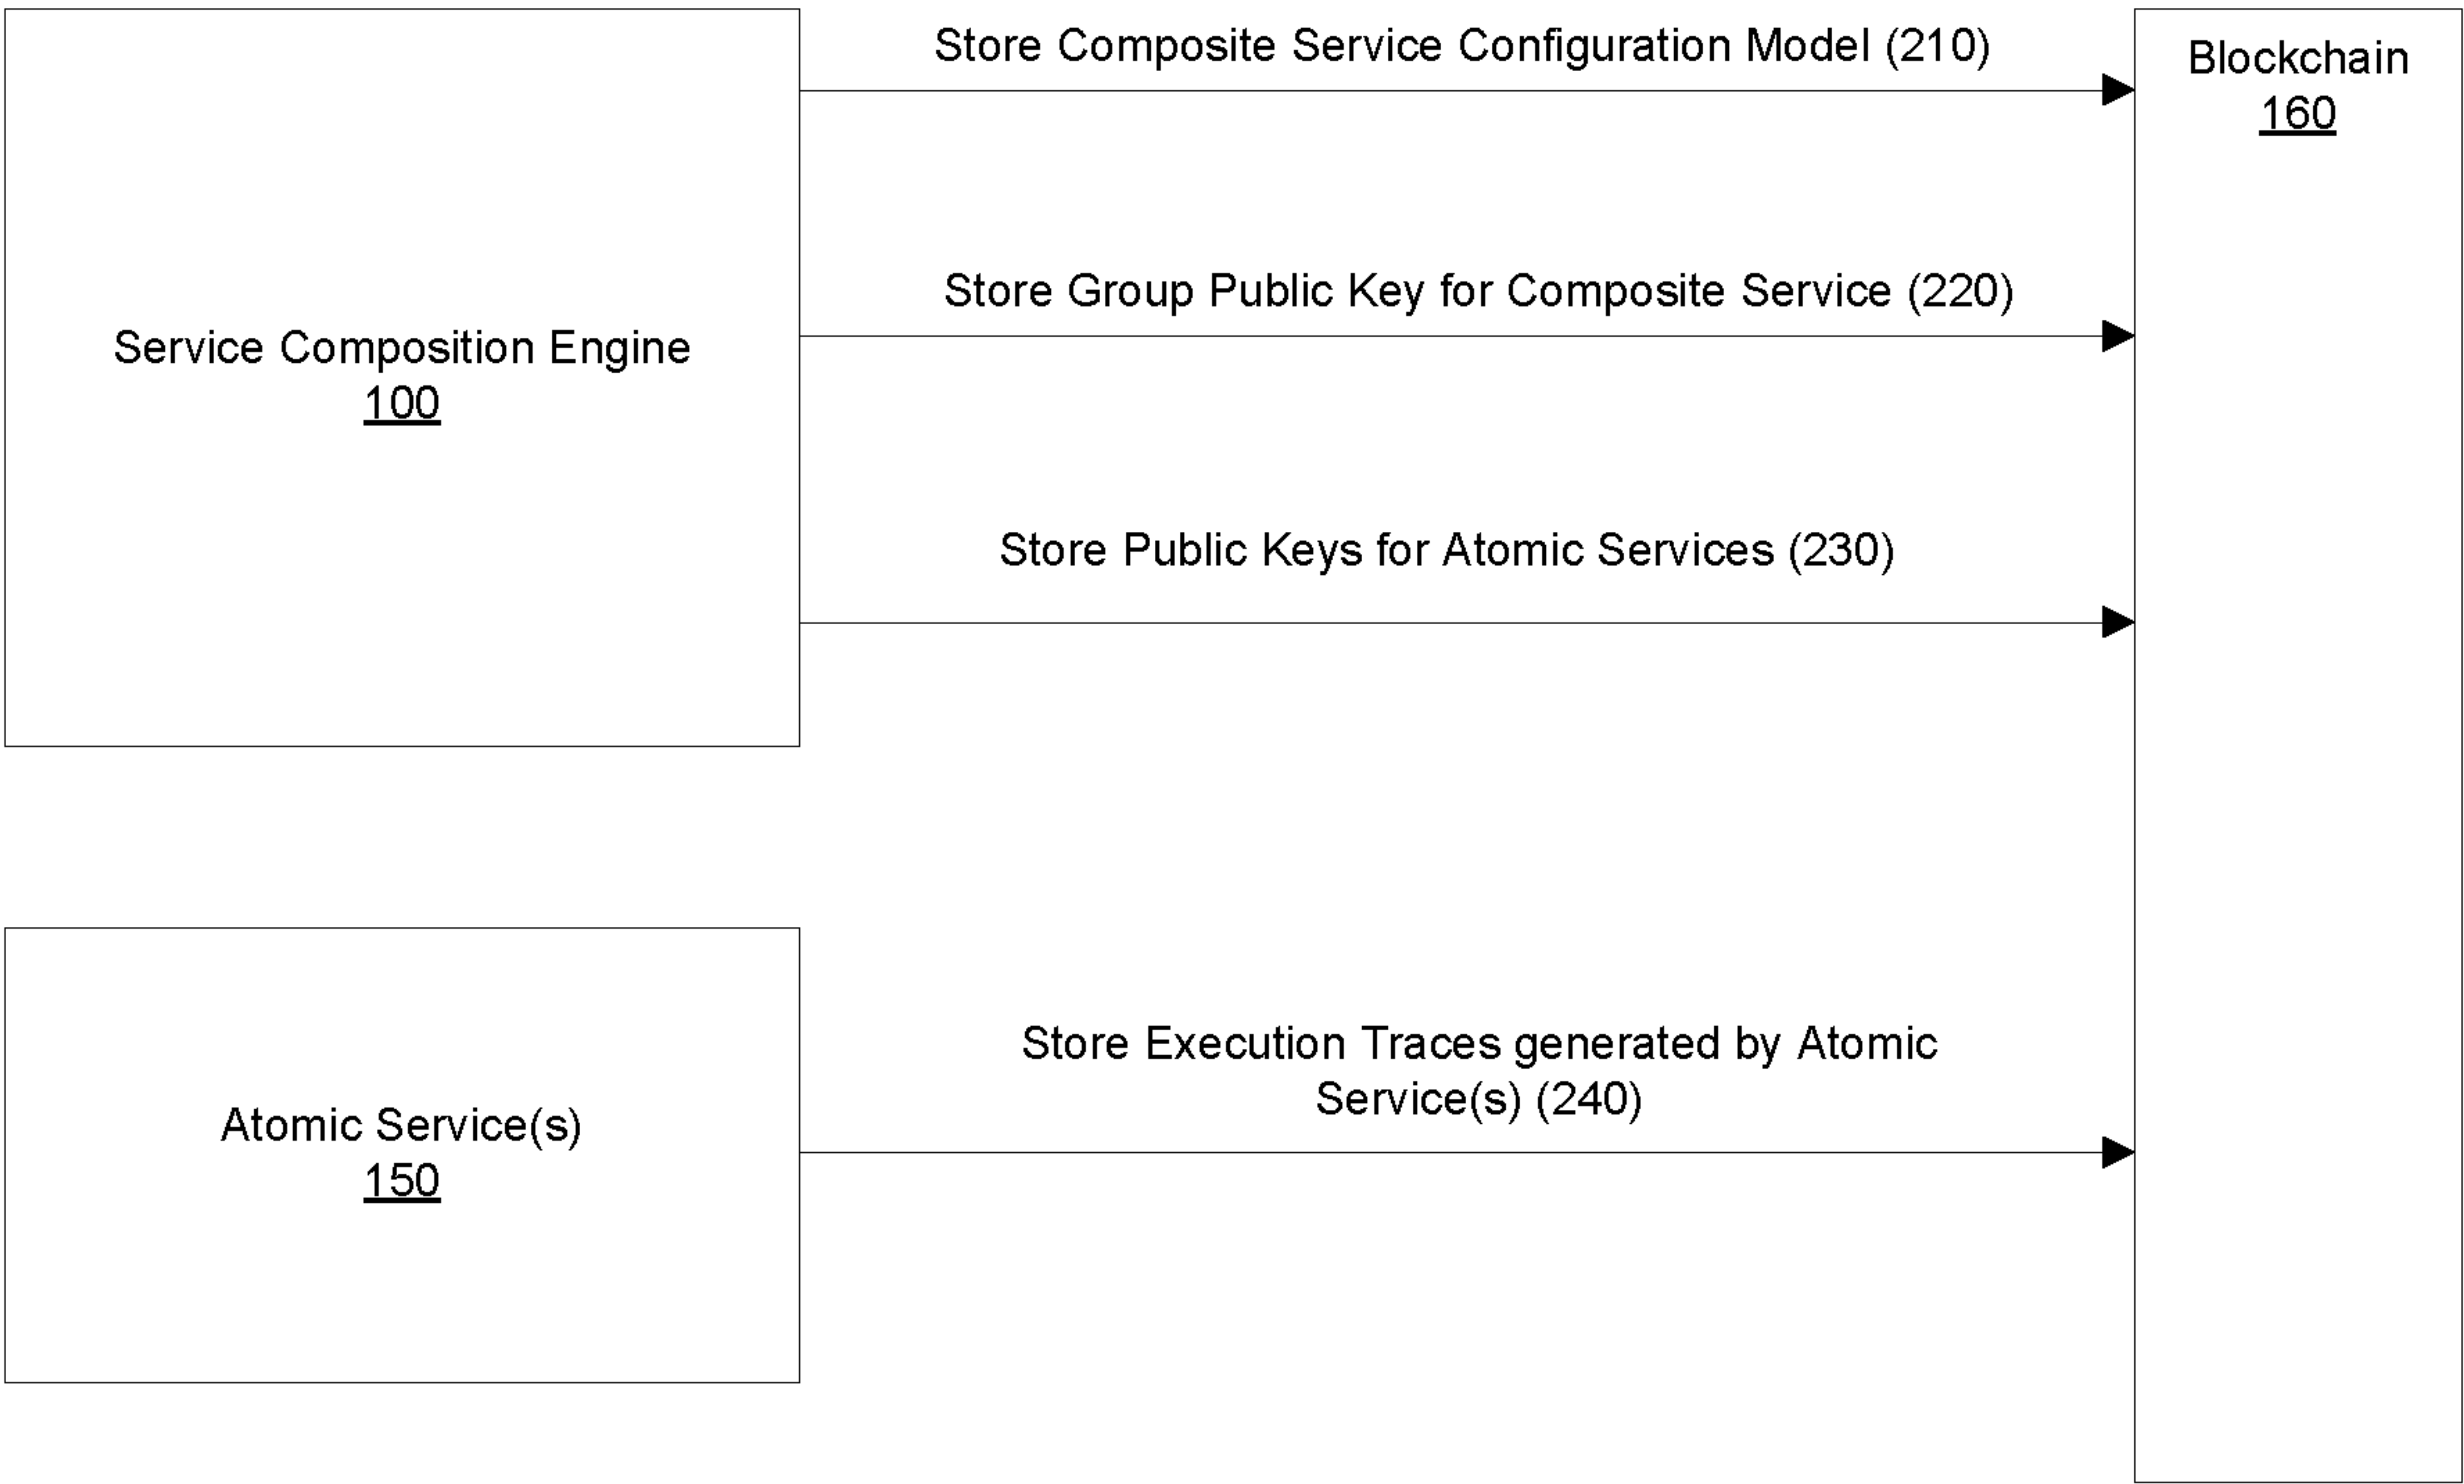 Store Composite Service Configuration Model (210)
Blockchain
160
Store Group Public Key for Composite Service (220)
Service Composition Engine
100
Store Public Keys for Atomic Services (230)
Store Execution Traces generated by Atomic
Service(s) (240)
Atomic Service(s)
150